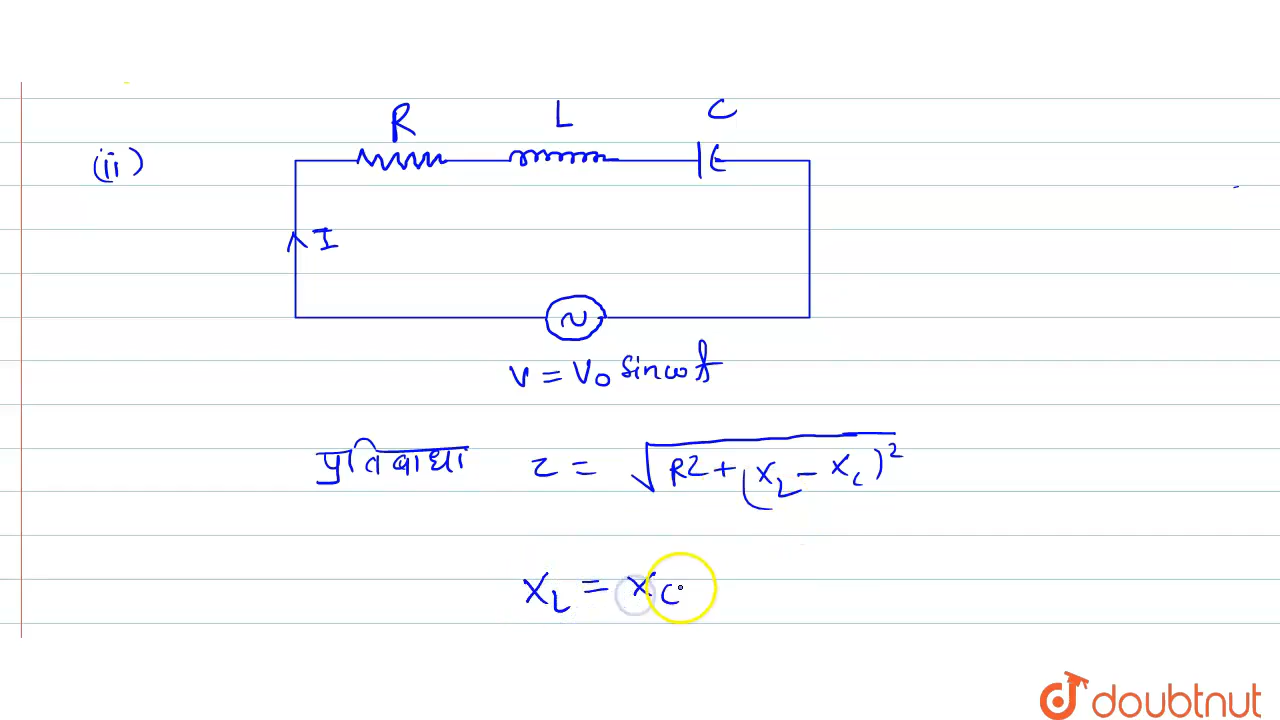 R L C
(ii)
I
V = V₀ sinωt
प्रतिबाधा z = √R2 + (X_L - X_C)²
X_L = X_C
doubtnut